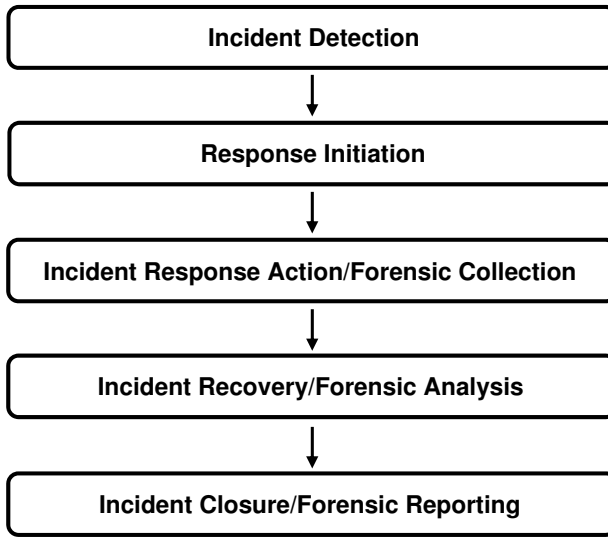 Incident Detection
Response Initiation
Incident Response Action/Forensic Collection
Incident Recovery/Forensic Analysis
Incident Closure/Forensic Reporting